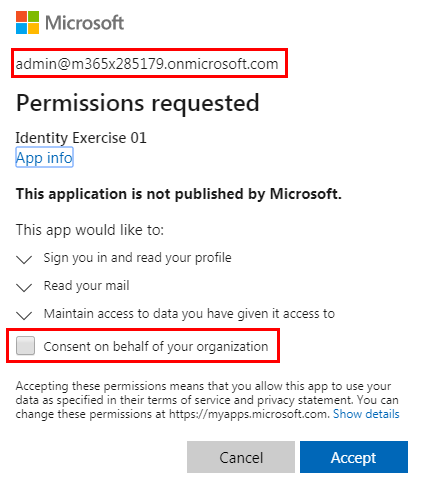 Microsoft
admin@m365x285179.onmicrosoft.com
Permissions requested
Identity Exercise 01
App info
This application is not published by Microsoft.
This app would like to:
Sign you in and read your profile
Read your mail
Maintain access to data you have given it access to
Consent on behalf of your organization
Accepting these permissions means that you allow this app to use your
data as specified in their terms of service and privacy statement. You can
change these permissions at https://myapps.microsoft.com. Show details
Cancel Accept